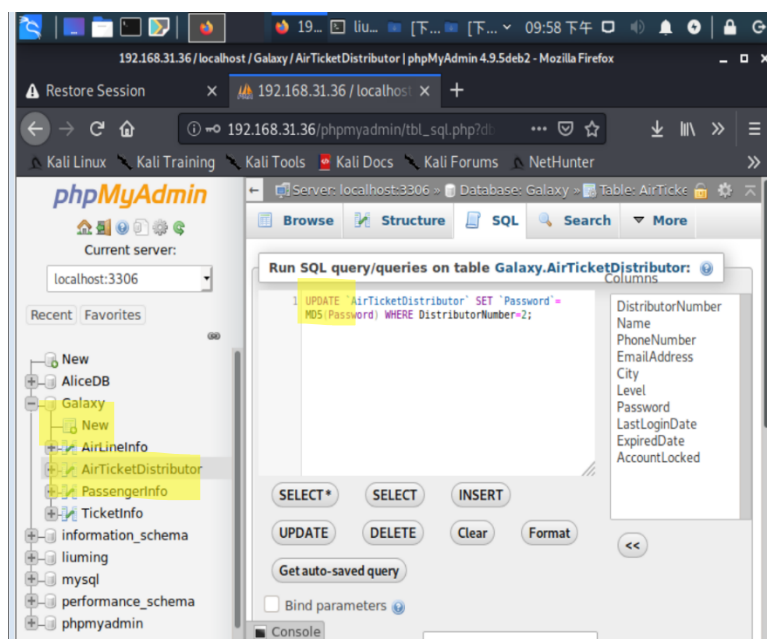 19... liu... [下... [下... 09:58 下午
192.168.31.36 / localhost / Galaxy / AirTicketDistributor | phpMyAdmin 4.9.5deb2 - Mozilla Firefox
Restore Session
192.168.31.36 / localhost
192.168.31.36/phpmyadmin/tbl_sql.php?db
Kali Linux Kali Training Kali Tools Kali Docs Kali Forums NetHunter
phpMyAdmin
Current server:
localhost:3306
Recent Favorites
New
AliceDB
Galaxy
New
AirLineInfo
AirTicketDistributor
PassengerInfo
TicketInfo
information_schema
liuming
mysql
performance_schema
phpmyadmin
Server: localhost:3306 » Database: Galaxy » Table: AirTicke
Browse Structure SQL Search More
Run SQL query/queries on table Galaxy.AirTicketDistributor:
1 UPDATE `AirTicketDistributor` SET `Password`=
MD5(Password) WHERE DistributorNumber=2;
Columns
DistributorNumber
Name
PhoneNumber
EmailAddress
City
Level
Password
LastLoginDate
ExpiredDate
AccountLocked
SELECT* SELECT INSERT
UPDATE DELETE Clear Format
<<
Get auto-saved query
Bind parameters
Console